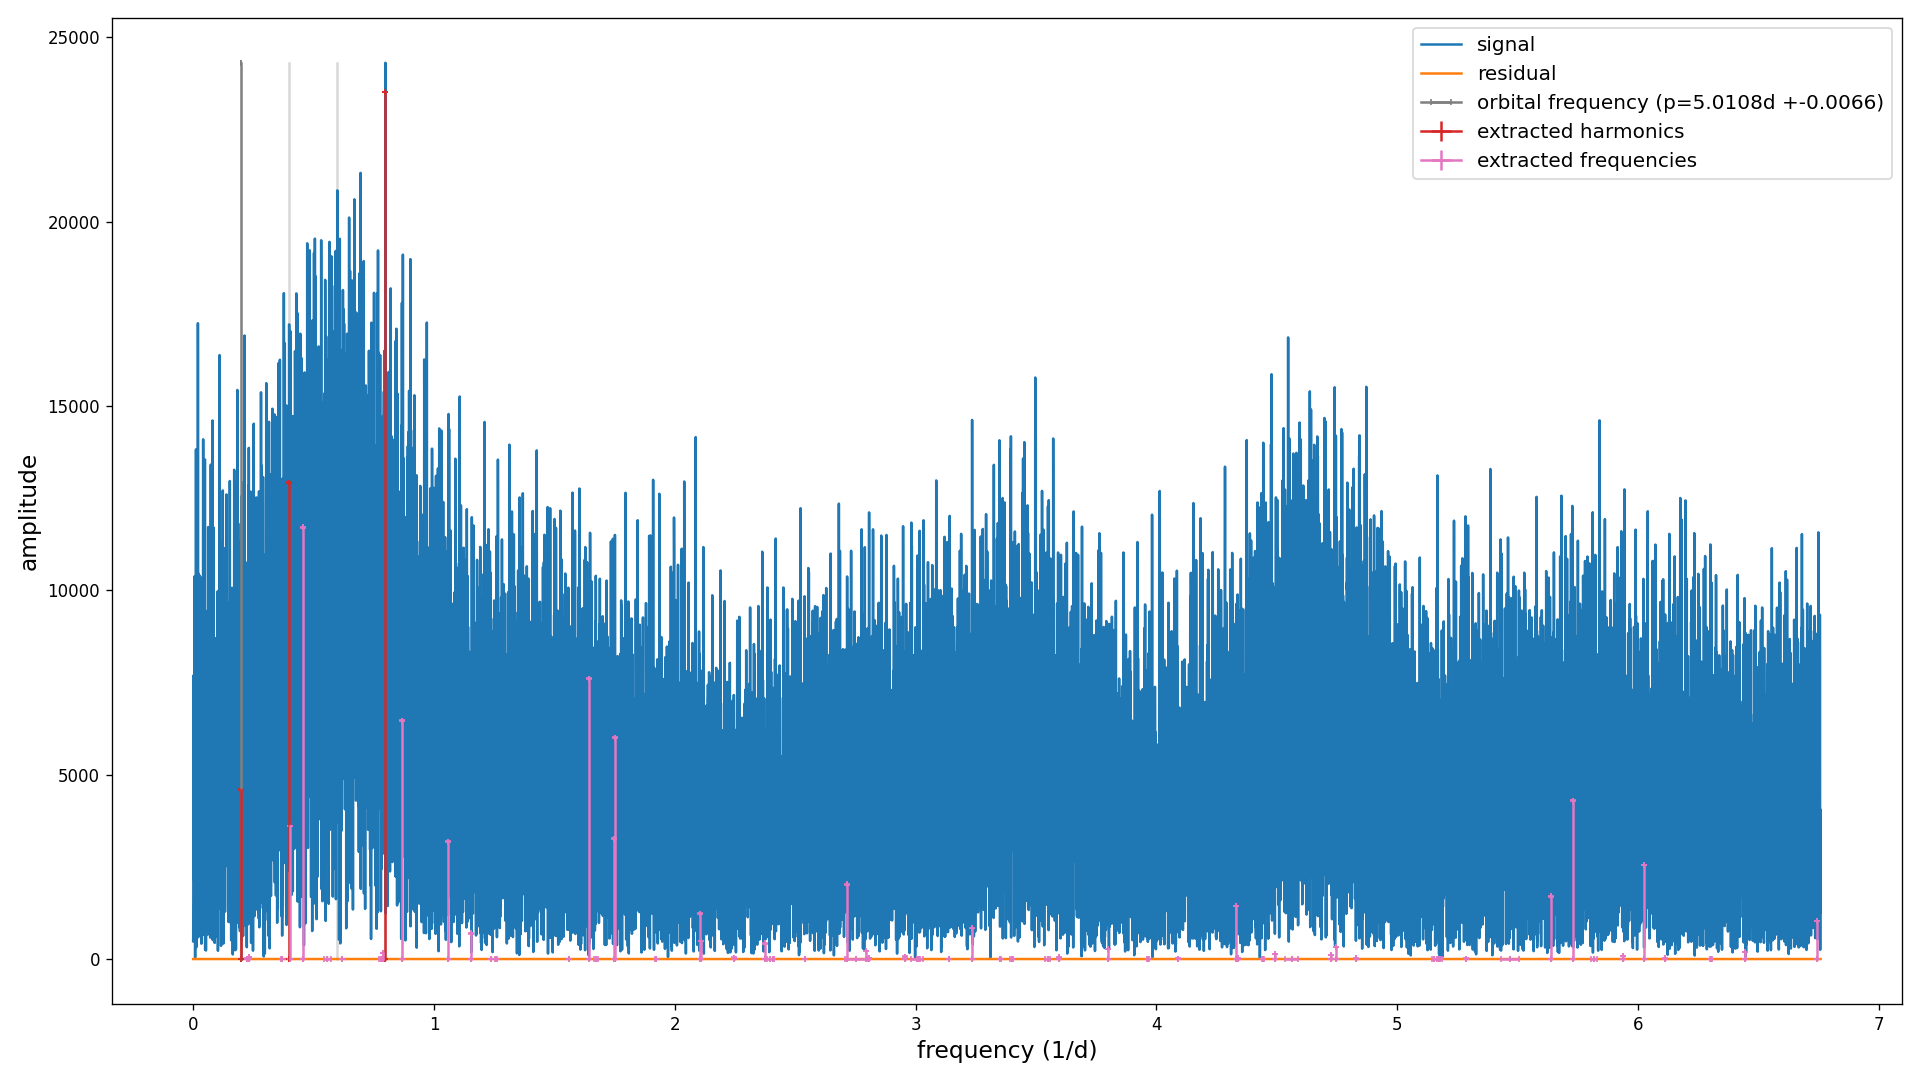 25000
20000
15000
10000
5000
0
amplitude
0 1 2 3 4 5 6 7
frequency (1/d)
signal
residual
orbital frequency (p=5.0108d +-0.0066)
extracted harmonics
extracted frequencies